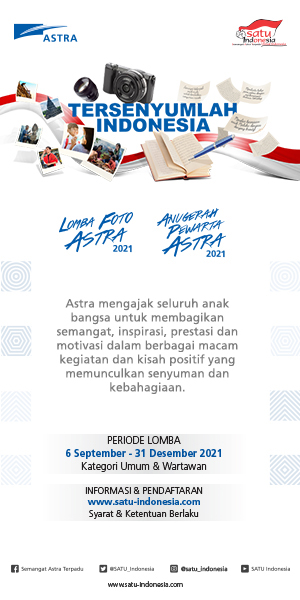 ASTRA
satu
Indonesia
TERSENYUMLAH
INDONESIA
LOMBA FOTO
ASTRA
2021
ANUGERAH
PEWARTA
ASTRA
2021
Astra mengajak seluruh anak
bangsa untuk membagikan
semangat, inspirasi, prestasi dan
motivasi dalam berbagai macam
kegiatan dan kisah positif yang
memunculkan senyuman dan
kebahagiaan.
PERIODE LOMBA
6 September - 31 Desember 2021
Kategori Umum & Wartawan
INFORMASI & PENDAFTARAN
www.satu-indonesia.com
Syarat & Ketentuan Berlaku
Semangat Astra Terpadu @SATU_Indonesia @satu_indonesia SATU Indonesia
www.satu-indonesia.com